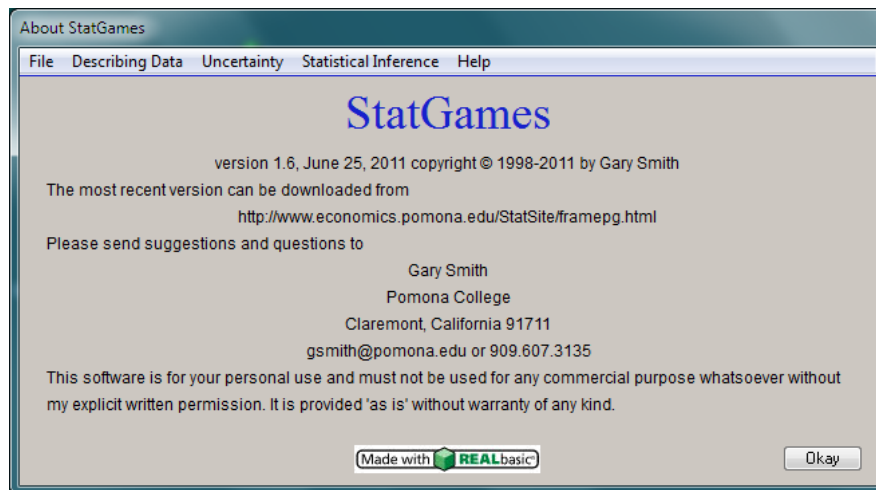 About StatGames
File Describing Data Uncertainty Statistical Inference Help
StatGames
version 1.6, June 25, 2011 copyright © 1998-2011 by Gary Smith
The most recent version can be downloaded from
http://www.economics.pomona.edu/StatSite/framepg.html
Please send suggestions and questions to
Gary Smith
Pomona College
Claremont, California 91711
gsmith@pomona.edu or 909.607.3135
This software is for your personal use and must not be used for any commercial purpose whatsoever without
my explicit written permission. It is provided 'as is' without warranty of any kind.
Made with REALbasic
Okay